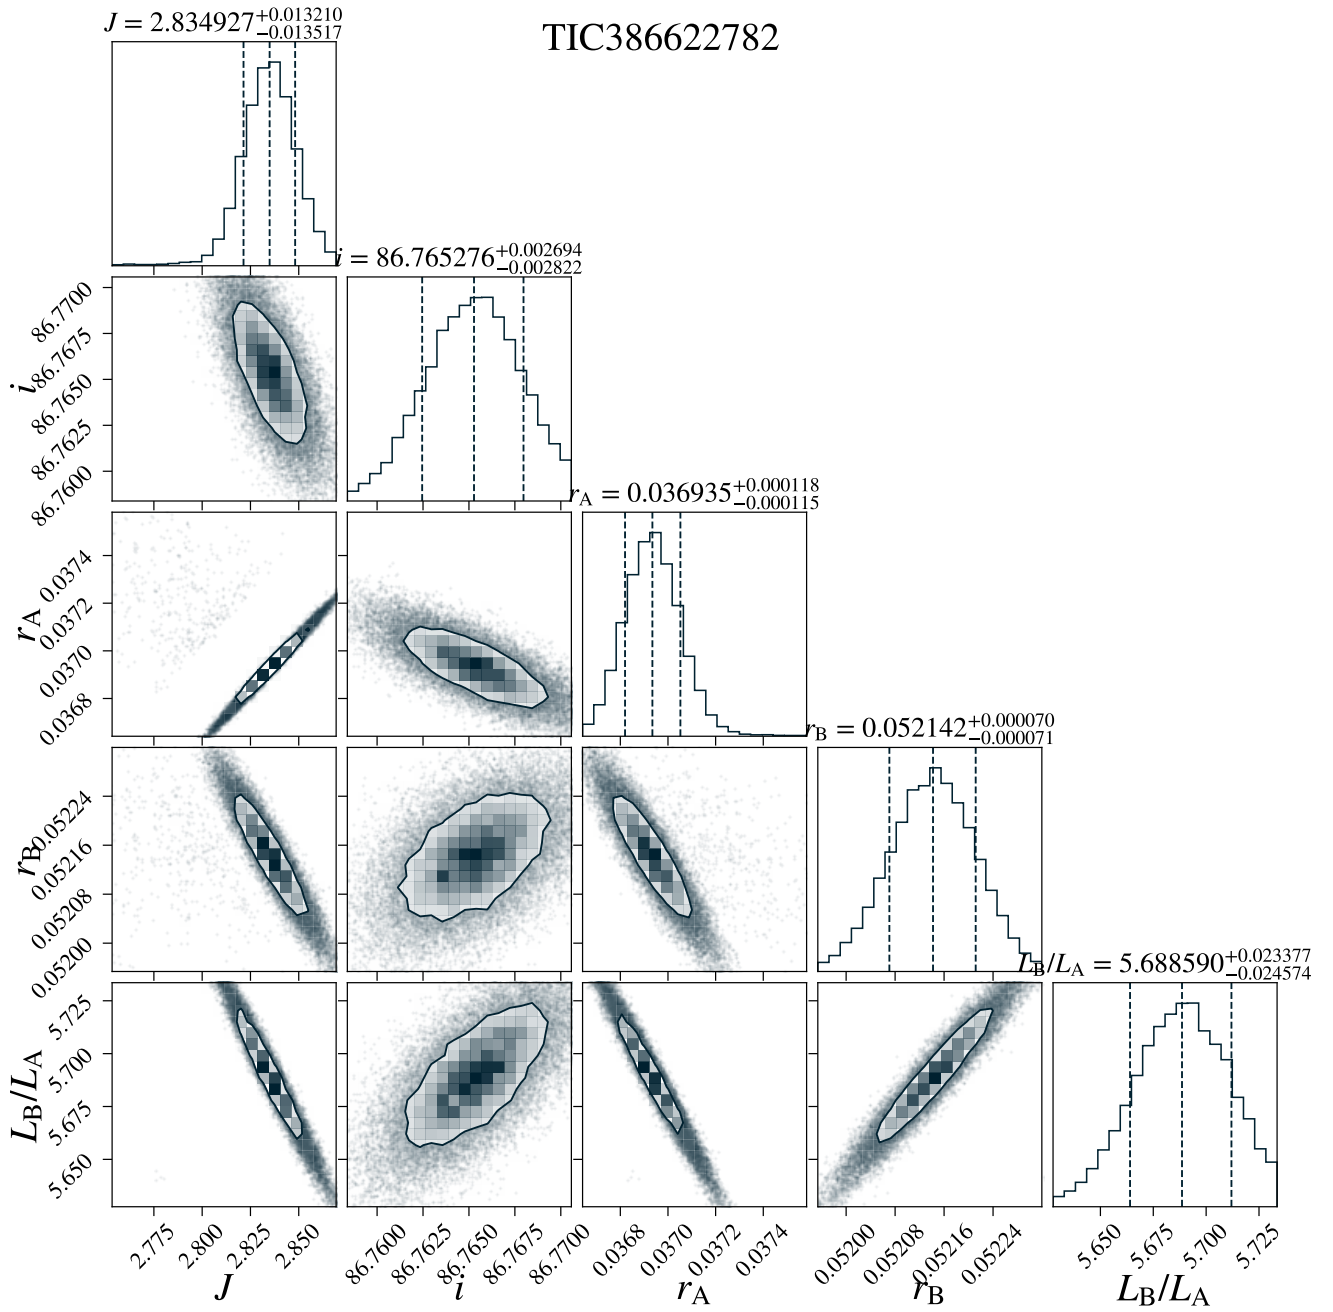 TIC386622782
J = 2.834927+0.013210−0.013517
i = 86.765276+0.002694−0.002822
i
86.7700
86.7675
86.7650
86.7625
86.7600
rA = 0.036935+0.000118−0.000115
rA
0.0374
0.0372
0.0370
0.0368
rB = 0.052142+0.000070−0.000071
rB
0.05224
0.05216
0.05208
0.05200
LB/LA = 5.688590+0.023377−0.024574
LB/LA
5.725
5.700
5.675
5.650
2.775 2.800 2.825 2.850
86.7600 86.7625 86.7650 86.7675 86.7700
0.0368 0.0370 0.0372 0.0374
0.05200 0.05208 0.05216 0.05224
5.650 5.675 5.700 5.725
J i rA rB LB/LA